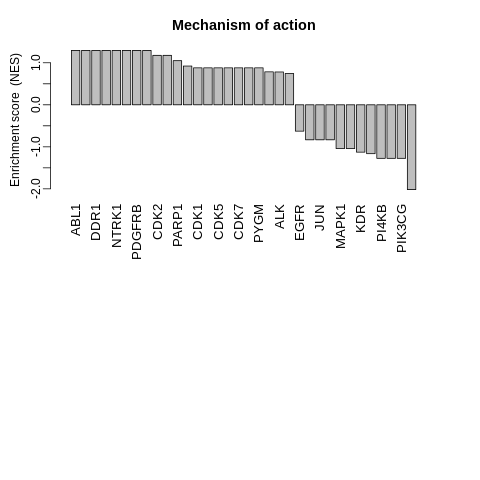 Mechanism of action
Enrichment score (NES)
1.0
0.0
-1.0
-2.0
ABL1
DDR1
NTRK1
PDGFRB
CDK2
PARP1
CDK1
CDK5
CDK7
PYGM
ALK
EGFR
JUN
MAPK1
KDR
PI4KB
PIK3CG